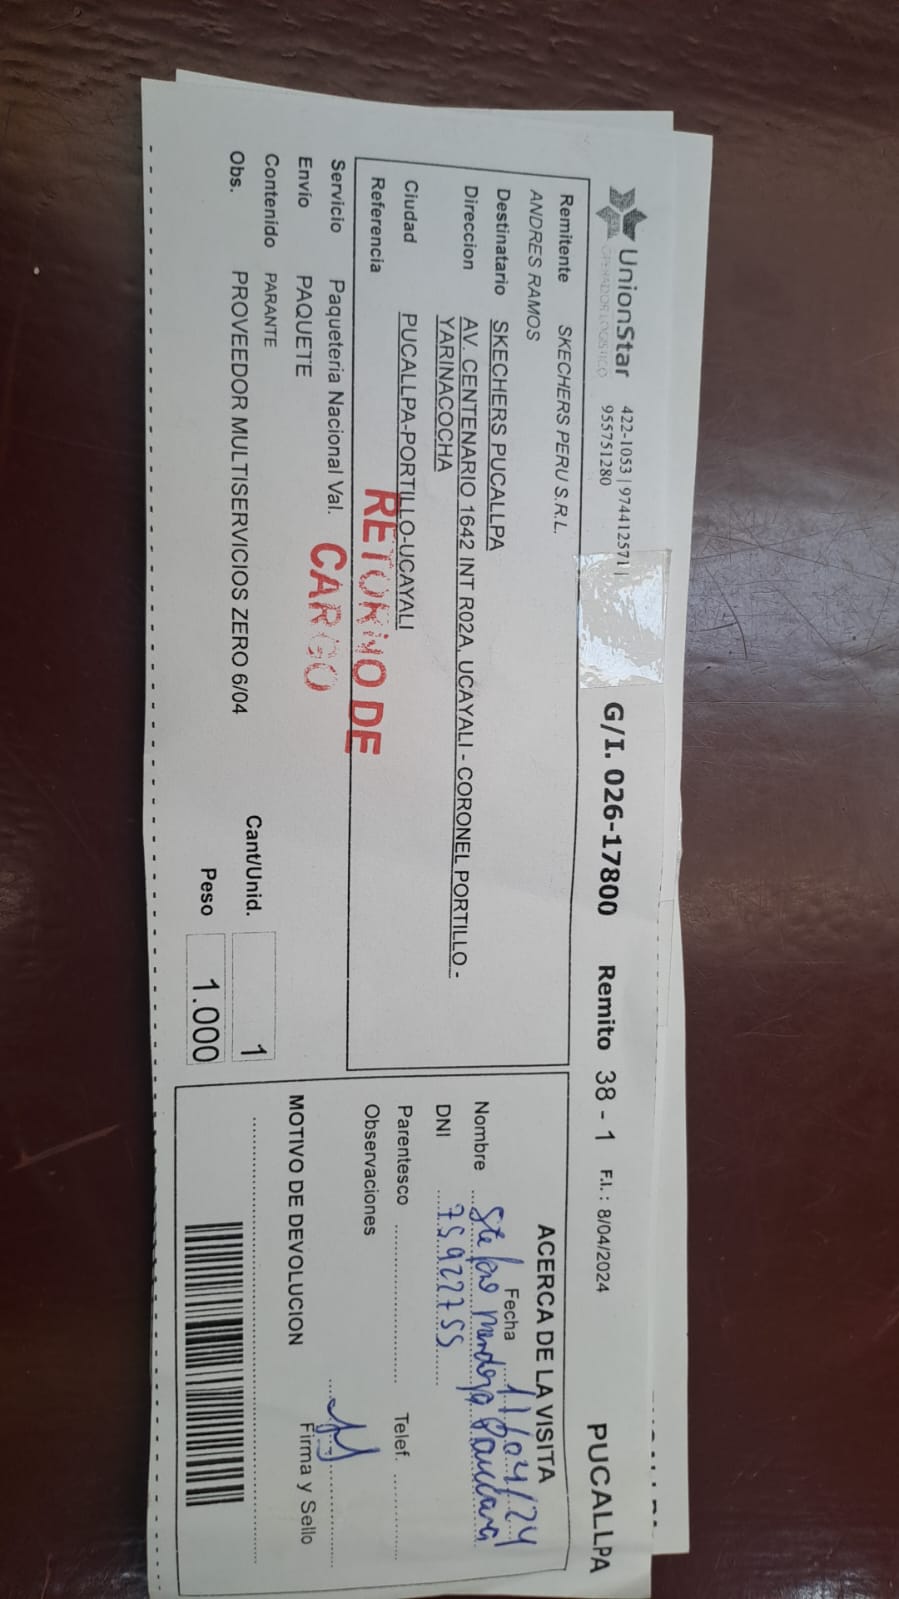 UnionStar 422-1053 | 974412571 |
OPERADOR LOGISTICO 955751280
G/I. 026-17800 Remito 38 - 1 F.I. : 8/04/2024 PUCALLPA
Remitente SKECHERS PERU S.R.L.
ANDRES RAMOS
Destinatario SKECHERS PUCALLPA
Direccion AV. CENTENARIO 1642 INT R02A, UCAYALI - CORONEL PORTILLO -
YARINACOCHA
Ciudad PUCALLPA-PORTILLO-UCAYALI
Referencia
RETORNO DE
CARGO
Servicio Paqueteria Nacional Val.
Envío PAQUETE
Contenido PARANTE
Obs. PROVEEDOR MULTISERVICIOS ZERO 6/04
Cant/Unid. 1
Peso 1.000
ACERCA DE LA VISITA
Fecha 11/04/24
Nombre Mendoza
DNI 75922755
Parentesco Telef.
Observaciones
Firma y Sello
MOTIVO DE DEVOLUCION